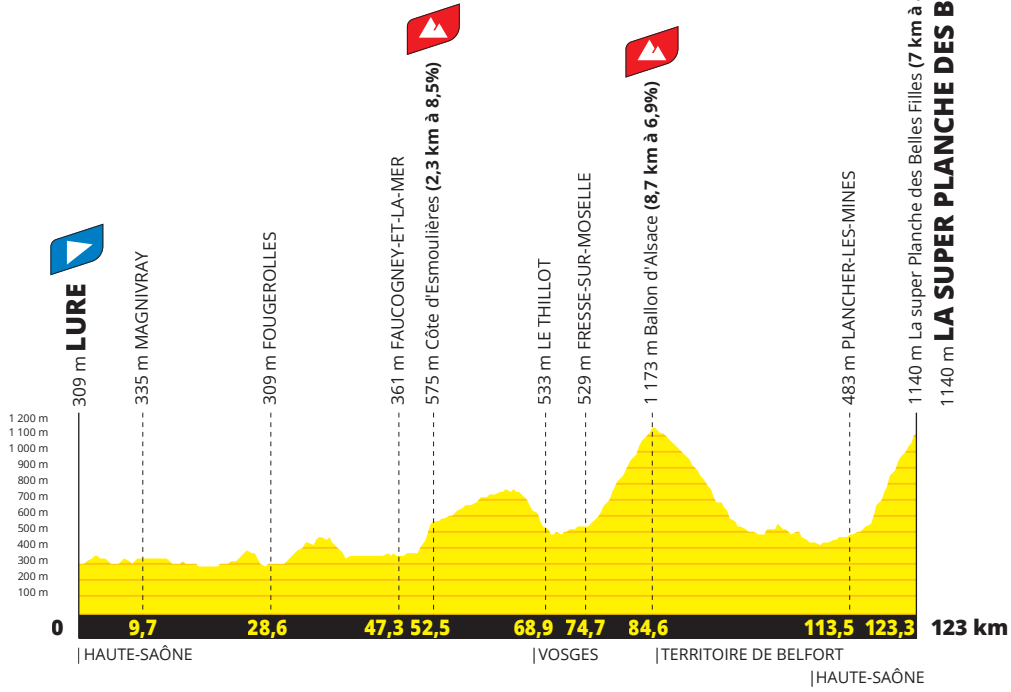 309 m LURE
335 m MAGNIVRAY
309 m FOUGEROLLES
361 m FAUCOGNEY-ET-LA-MER
575 m Côte d'Esmoulières (2,3 km à 8,5%)
533 m LE THILLOT
529 m FRESSE-SUR-MOSELLE
1 173 m Ballon d'Alsace (8,7 km à 6,9%)
483 m PLANCHER-LES-MINES
1140 m La super Planche des Belles Filles (7 km à
1140 m LA SUPER PLANCHE DES B
1 200 m
1 100 m
1 000 m
900 m
800 m
700 m
600 m
500 m
400 m
300 m
200 m
100 m
0 9,7 28,6 47,3 52,5 68,9 74,7 84,6 113,5 123,3 123 km
|HAUTE-SAÔNE |VOSGES |TERRITOIRE DE BELFORT
|HAUTE-SAÔNE